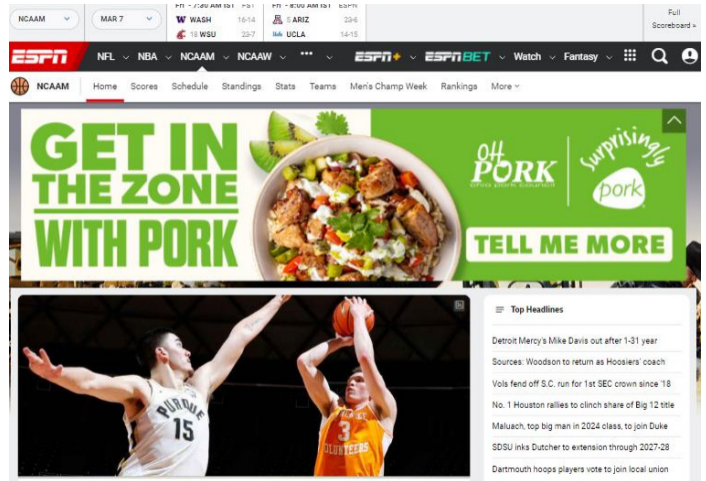 NCAAM
MAR 7
Fri - 7:30 AM IST FS1
W WASH 16-14
18 WSU 23-7
Fri - 8:00 AM IST ESPN
5 ARIZ 23-6
UCLA 14-15
Full
Scoreboard »
ESPN NFL NBA NCAAM NCAAW ... ESPN+ ESPN BET Watch Fantasy
NCAAM Home Scores Schedule Standings Stats Teams Men's Champ Week Rankings More
GET IN
THE ZONE
WITH PORK
OH PORK
ohio pork council
Surprisingly
pork
TELL ME MORE
PURDUE
15
3
VOLUNTEERS
Top Headlines
Detroit Mercy's Mike Davis out after 1-31 year
Sources: Woodson to return as Hoosiers' coach
Vols fend off S.C. run for 1st SEC crown since '18
No. 1 Houston rallies to clinch share of Big 12 title
Maluach, top big man in 2024 class, to join Duke
SDSU inks Dutcher to extension through 2027-28
Dartmouth hoops players vote to join local union